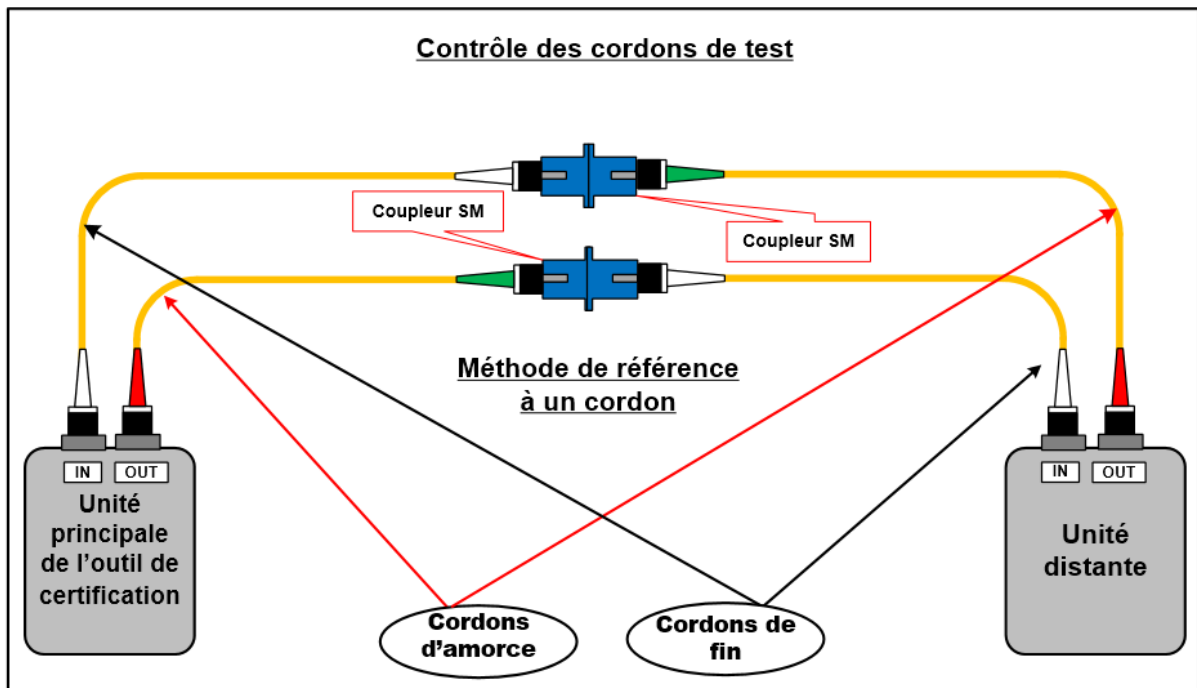 Contrôle des cordons de test
Coupleur SM
Coupleur SM
Méthode de référence
à un cordon
IN
OUT
Unité
principale
de l'outil de
certification
IN
OUT
Unité
distante
Cordons
d'amorce
Cordons de
fin